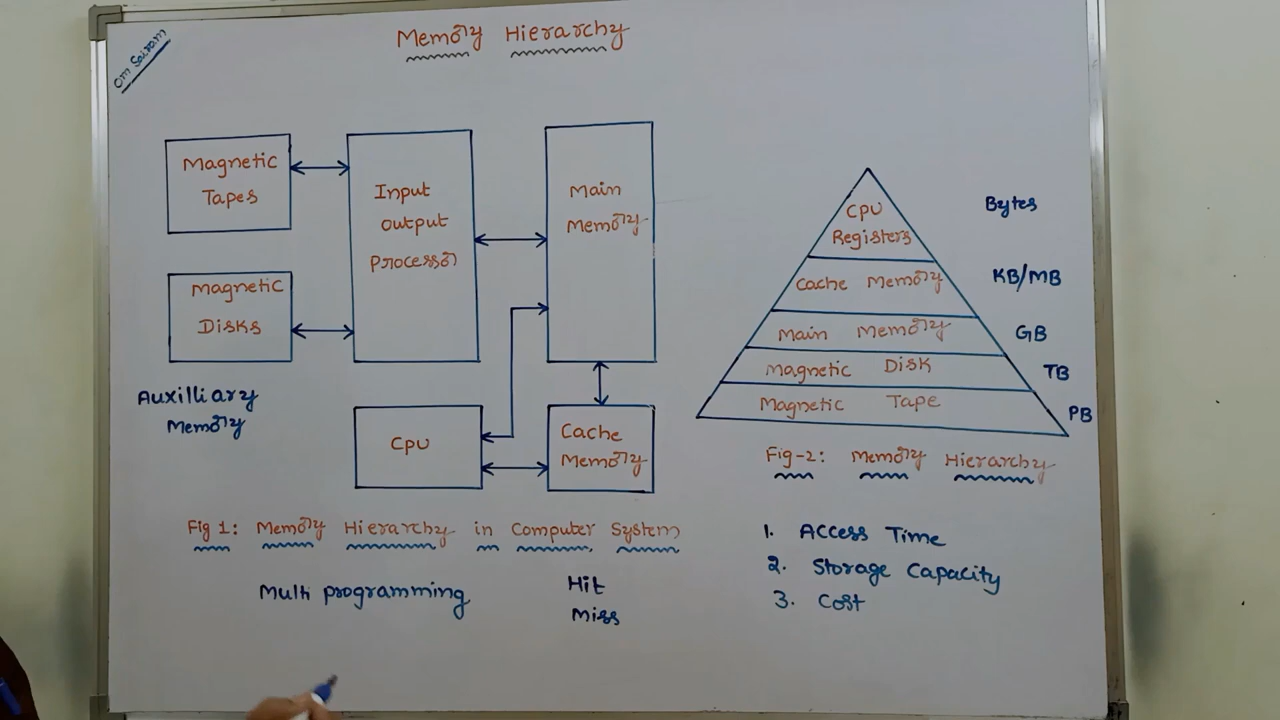 Om Sairam
Memory Hierarchy
Magnetic
Tapes
Input
output
processor
Main
Memory
Magnetic
Disks
Auxilliary
Memory
CPU
Cache
Memory
Fig 1: Memory Hierarchy in Computer System
Multi programming
Hit
Miss
CPU
Registers
Bytes
Cache Memory
KB/MB
Main Memory
GB
Magnetic Disk
TB
Magnetic Tape
PB
Fig-2: Memory Hierarchy
1. Access Time
2. Storage Capacity
3. Cost